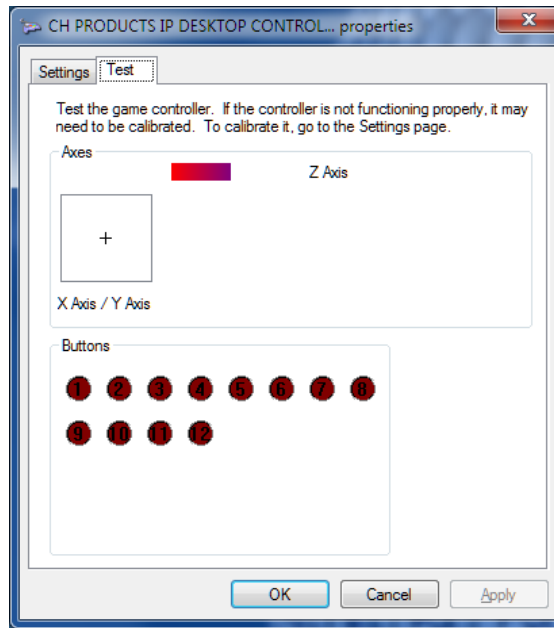 CH PRODUCTS IP DESKTOP CONTROL... properties
Settings Test
Test the game controller. If the controller is not functioning properly, it may
need to be calibrated. To calibrate it, go to the Settings page.
Axes
Z Axis
X Axis / Y Axis
Buttons
1 2 3 4 5 6 7 8
9 10 11 12
OK Cancel Apply